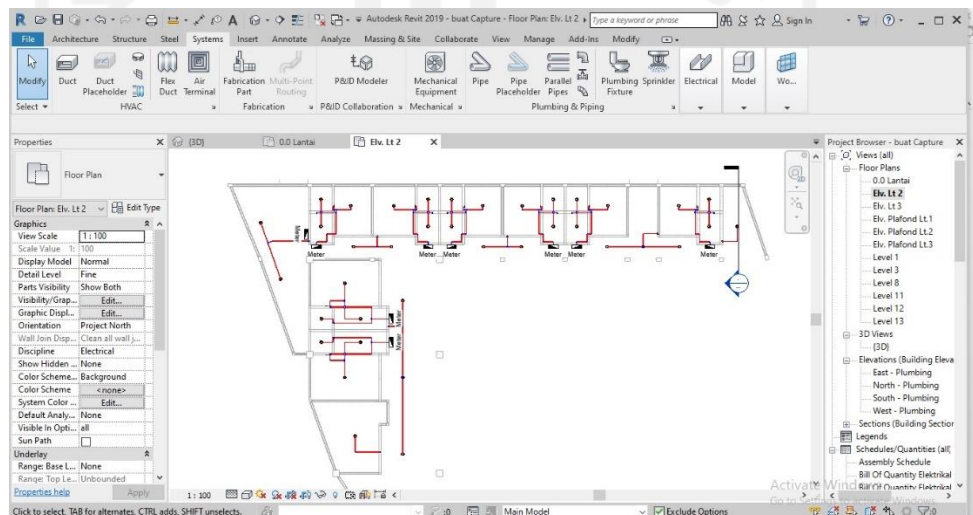 Autodesk Revit 2019 - buat Capture - Floor Plan: Elv. Lt 2
Type a keyword or phrase
Sign In
File Architecture Structure Steel Systems Insert Annotate Analyze Massing & Site Collaborate View Manage Add-Ins Modify
Modify
Duct
Duct Placeholder
Flex Duct
Air Terminal
Fabrication Part
Multi-Point Routing
P&ID Modeler
Mechanical Equipment
Pipe
Pipe Placeholder
Parallel Pipes
Plumbing Fixture
Sprinkler
Electrical
Model
Wo...
Select
HVAC
Fabrication
P&ID Collaboration
Mechanical
Plumbing & Piping
Properties
(3D)
0.0 Lantai
Elv. Lt 2
Project Browser - buat Capture
Floor Plan
Floor Plan: Elv. Lt 2
Edit Type
Graphics
View Scale 1 : 100
Scale Value 1: 100
Display Model Normal
Detail Level Fine
Parts Visibility Show Both
Visibility/Grap... Edit...
Graphic Displ... Edit...
Orientation Project North
Wall Join Disp... Clean all wall j...
Discipline Electrical
Show Hidden ... None
Color Scheme... Background
Color Scheme <none>
System Color ... Edit...
Default Analy... None
Visible In Opti... all
Sun Path
Underlay
Range: Base L... None
Range: Top Le... Unbounded
Properties help
Apply
Meter
Meter
Meter
Meter
Meter
Meter
Meter
Meter
Meter
Views (all)
Floor Plans
0.0 Lantai
Elv. Lt 2
Elv. Lt 3
Elv. Plafond Lt.1
Elv. Plafond Lt.2
Elv. Plafond Lt.3
Level 1
Level 3
Level 8
Level 11
Level 12
Level 13
3D Views
(3D)
Elevations (Building Eleva
East - Plumbing
North - Plumbing
South - Plumbing
West - Plumbing
Sections (Building Section
Legends
Schedules/Quantities (all)
Assembly Schedule
Bill Of Quantity Elektrikal
Activate Windows
Go to Settings to activate Windows.
1 : 100
Click to select, TAB for alternates, CTRL adds, SHIFT unselects.
:0
Main Model
Exclude Options
:0